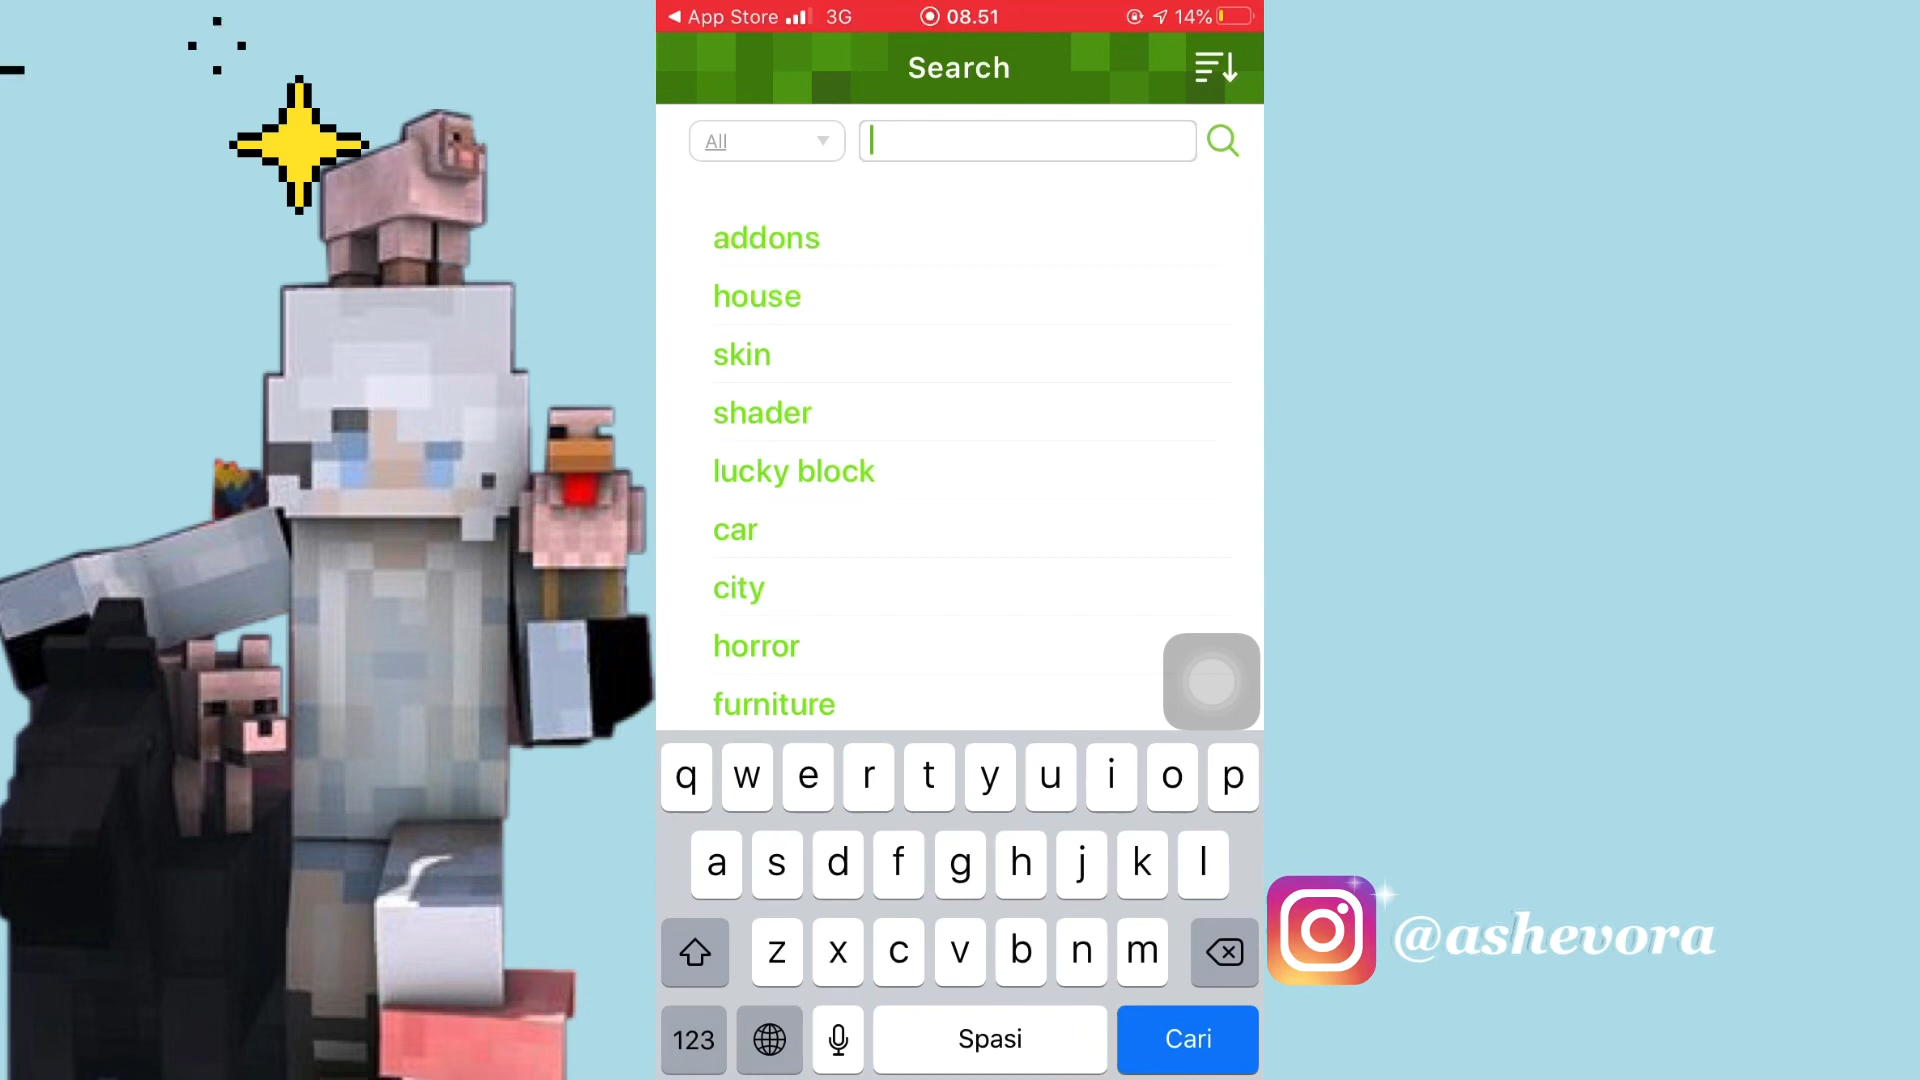 App Store 3G 08.51 14%
Search
All
addons
house
skin
shader
lucky block
car
city
horror
furniture
q w e r t y u i o p
a s d f g h j k l
z x c v b n m
123 Spasi Cari
@ashevora